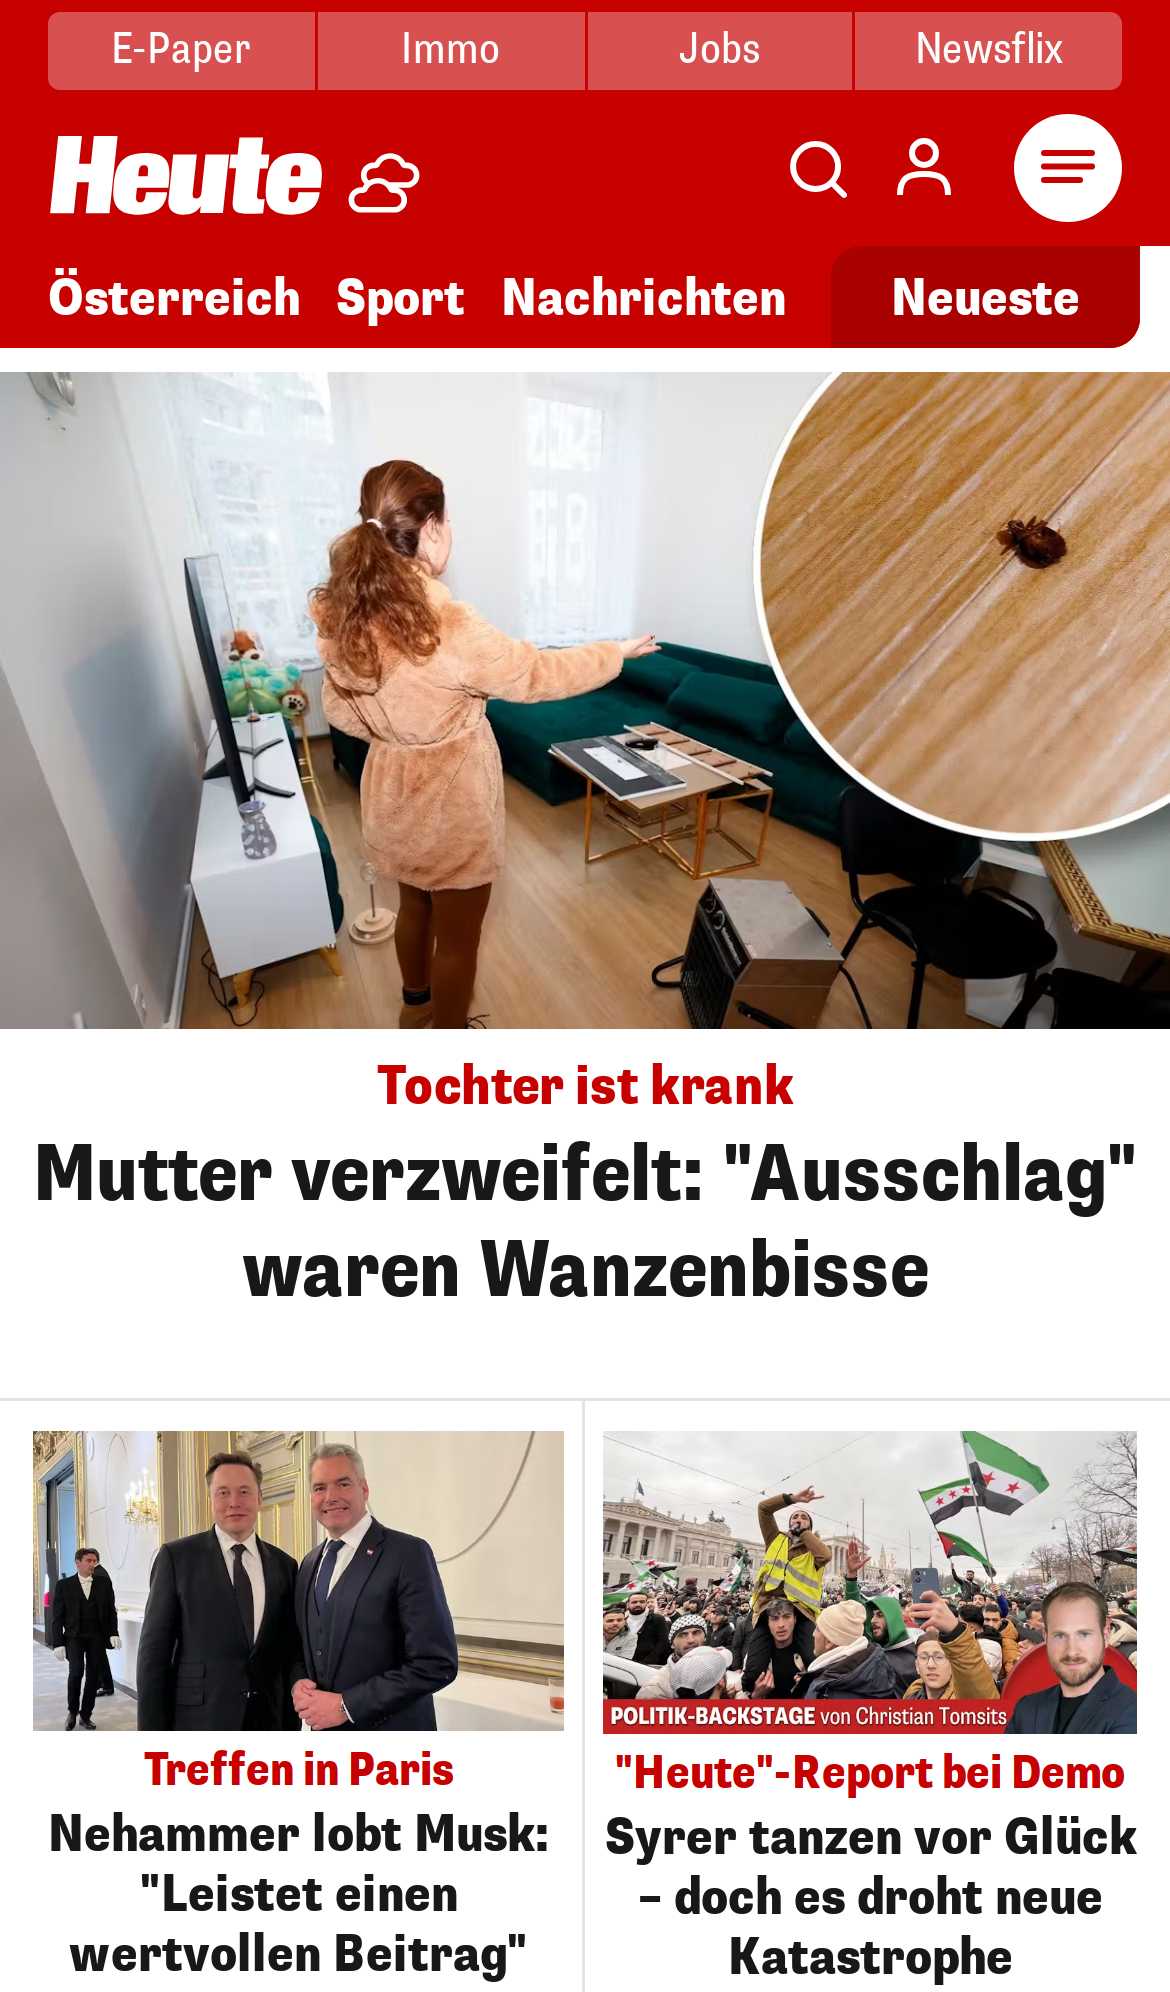 E-Paper
Immo
Jobs
Newsflix
Heute
Österreich
Sport
Nachrichten
Neueste
Tochter ist krank
Mutter verzweifelt: "Ausschlag"
waren Wanzenbisse
Treffen in Paris
Nehammer lobt Musk:
"Leistet einen
wertvollen Beitrag"
POLITIK-BACKSTAGE von Christian Tomsits
"Heute"-Report bei Demo
Syrer tanzen vor Glück
– doch es droht neue
Katastrophe